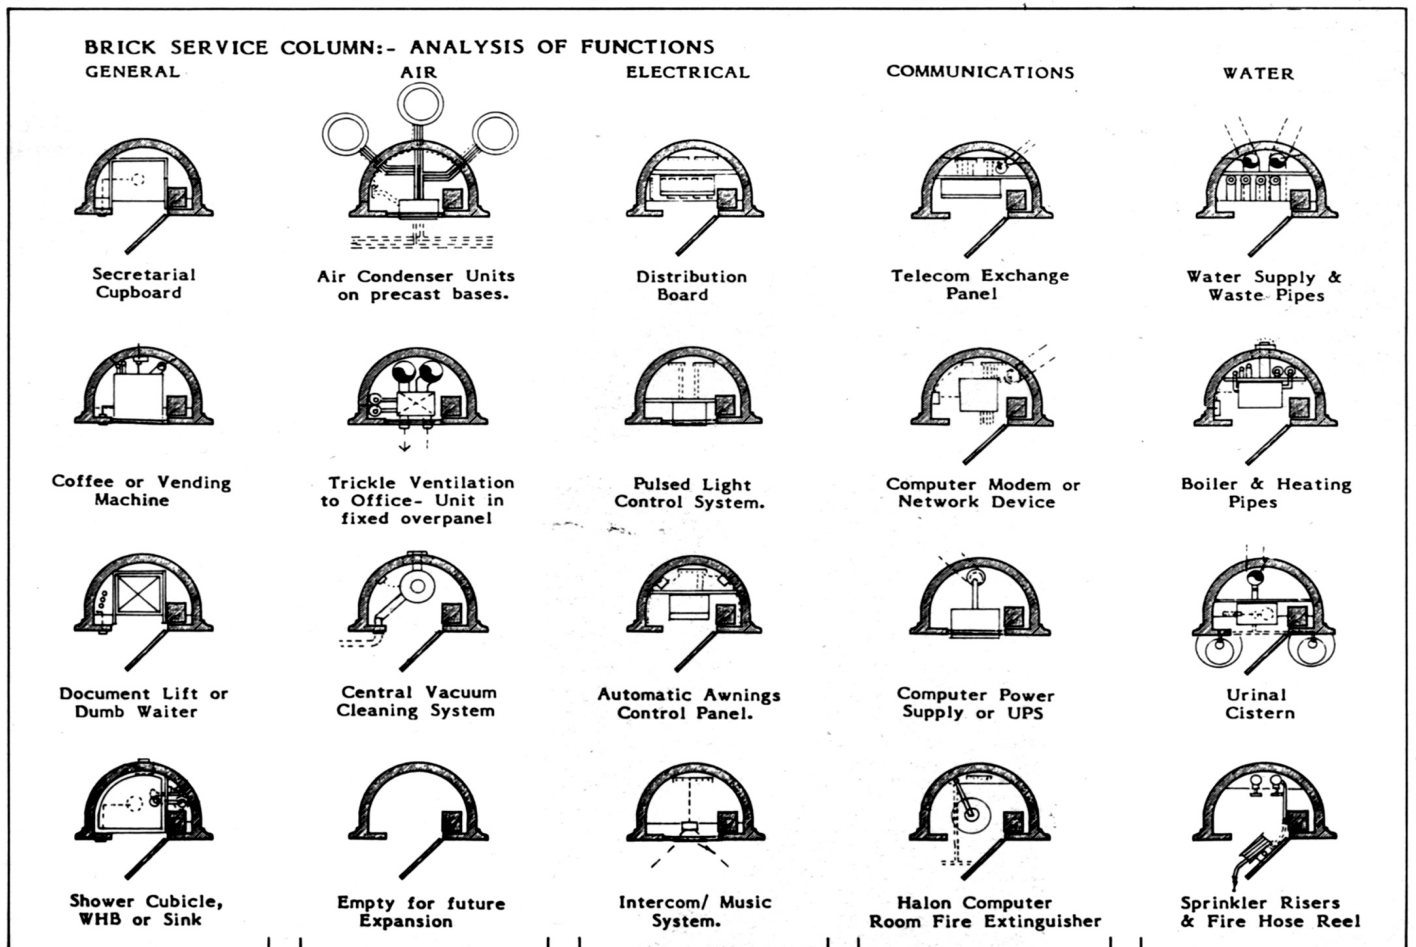 BRICK SERVICE COLUMN:- ANALYSIS OF FUNCTIONS
GENERAL
AIR
ELECTRICAL
COMMUNICATIONS
WATER
Secretarial
Cupboard
Air Condenser Units
on precast bases.
Distribution
Board
Telecom Exchange
Panel
Water Supply &
Waste Pipes
Coffee or Vending
Machine
Trickle Ventilation
to Office- Unit in
fixed overpanel
Pulsed Light
Control System.
Computer Modem or
Network Device
Boiler & Heating
Pipes
Document Lift or
Dumb Waiter
Central Vacuum
Cleaning System
Automatic Awnings
Control Panel.
Computer Power
Supply or UPS
Urinal
Cistern
Shower Cubicle,
WHB or Sink
Empty for future
Expansion
Intercom/ Music
System.
Halon Computer
Room Fire Extinguisher
Sprinkler Risers
& Fire Hose Reel